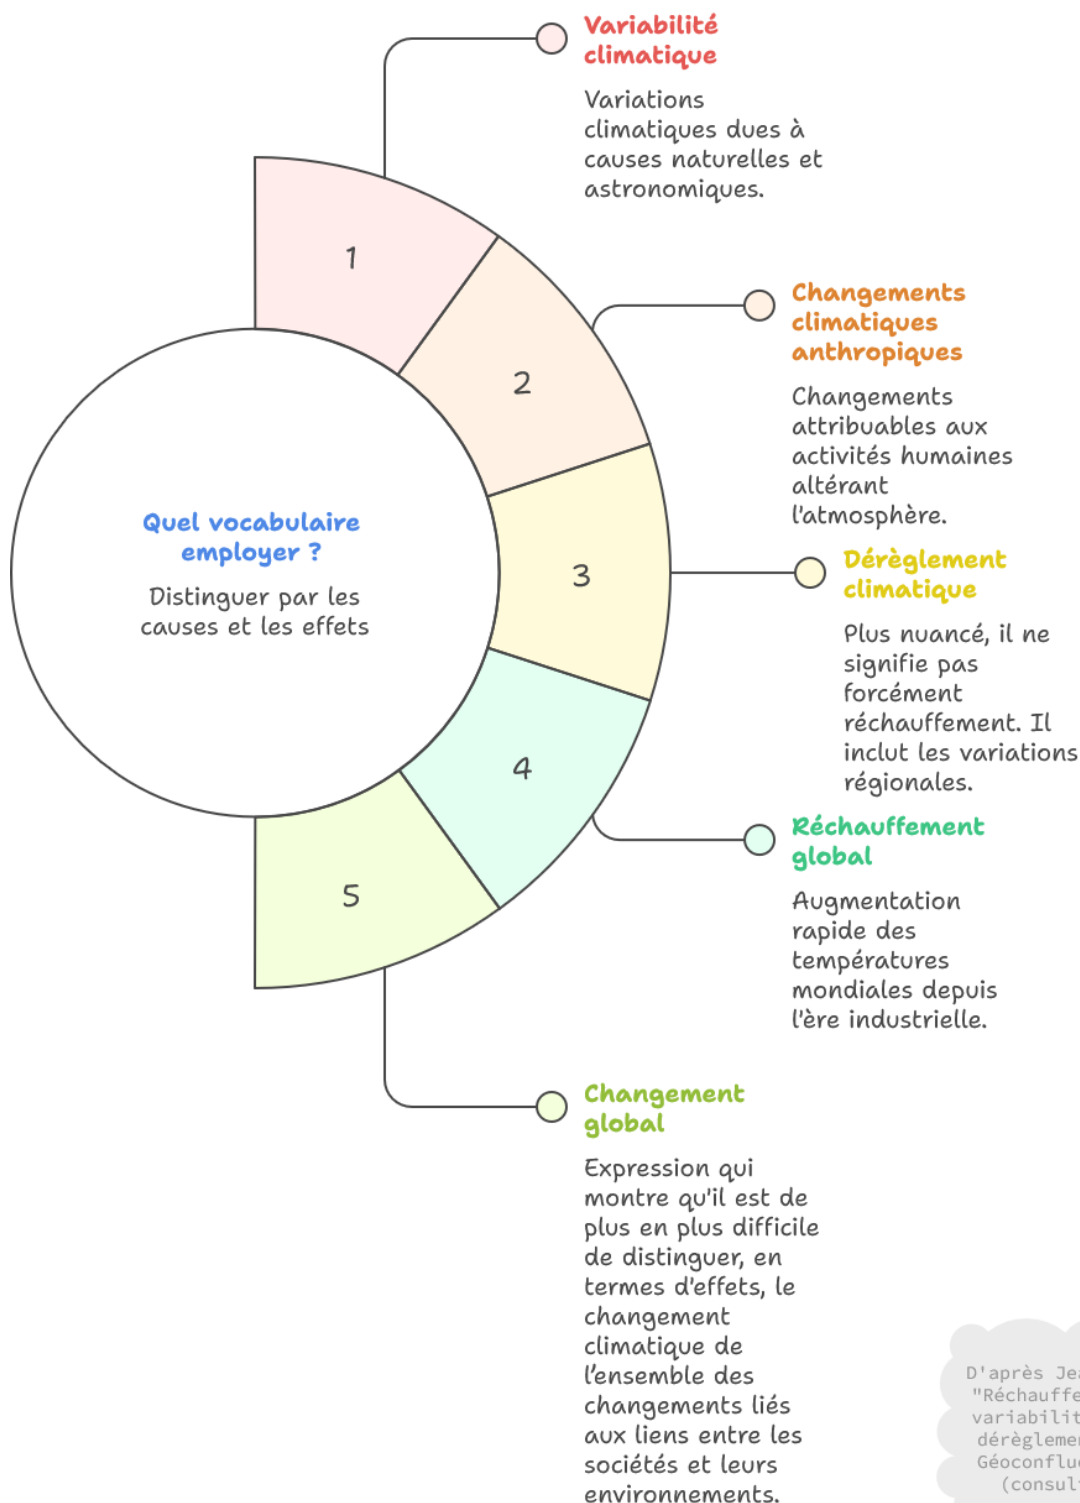 Variabilité
climatique
Variations
climatiques dues à
causes naturelles et
astronomiques.
1
Changements
climatiques
anthropiques
Changements
attribuables aux
activités humaines
altérant
l'atmosphère.
2
Quel vocabulaire
employer ?
Distinguer par les
causes et les effets
3
Dérèglement
climatique
Plus nuancé, il ne
signifie pas
forcément
réchauffement. Il
inclut les variations
régionales.
4
Réchauffement
global
Augmentation
rapide des
températures
mondiales depuis
l'ère industrielle.
5
Changement
global
Expression qui
montre qu'il est de
plus en plus difficile
de distinguer, en
termes d'effets, le
changement
climatique de
l'ensemble des
changements liés
aux liens entre les
sociétés et leurs
environnements.
D'après